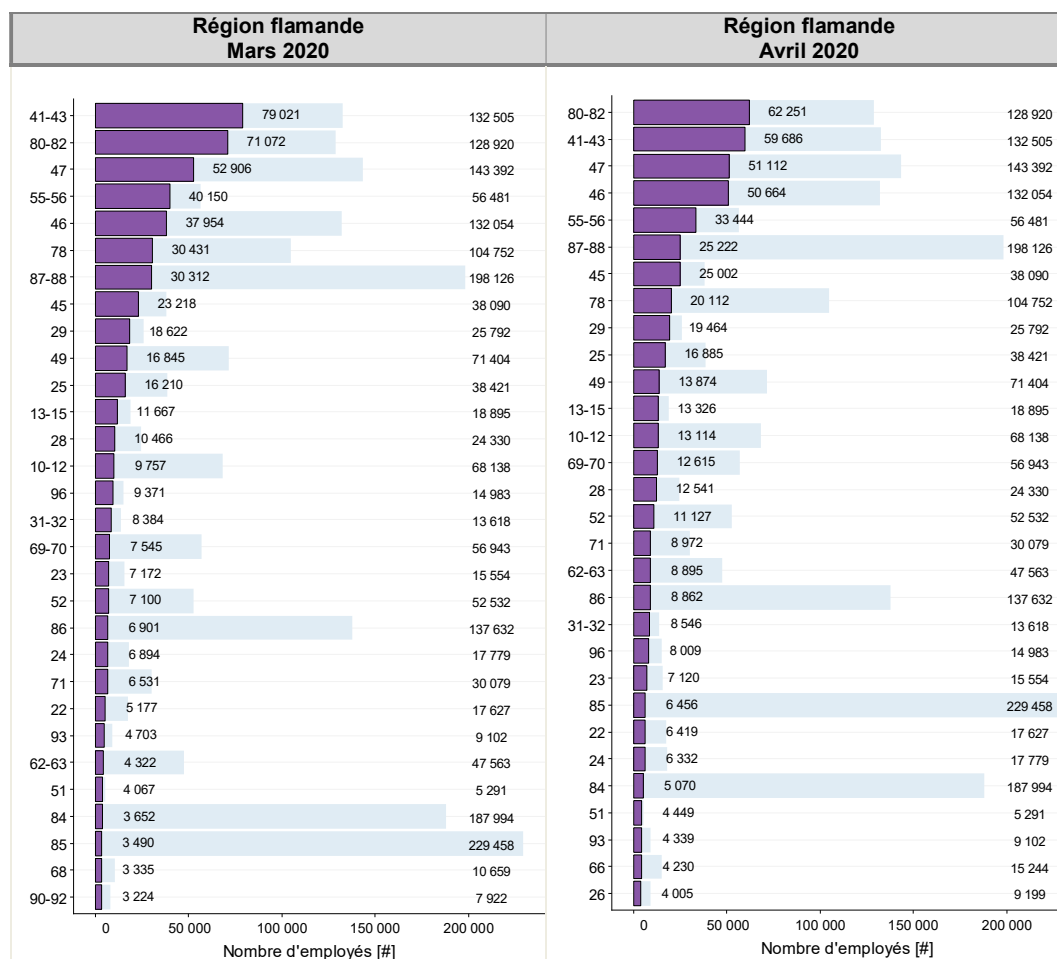 Région flamande
Mars 2020
41-43 79 021 132 505
80-82 71 072 128 920
47 52 906 143 392
55-56 40 150 56 481
46 37 954 132 054
78 30 431 104 752
87-88 30 312 198 126
45 23 218 38 090
29 18 622 25 792
49 16 845 71 404
25 16 210 38 421
13-15 11 667 18 895
28 10 466 24 330
10-12 9 757 68 138
96 9 371 14 983
31-32 8 384 13 618
69-70 7 545 56 943
23 7 172 15 554
52 7 100 52 532
86 6 901 137 632
24 6 894 17 779
71 6 531 30 079
22 5 177 17 627
93 4 703 9 102
62-63 4 322 47 563
51 4 067 5 291
84 3 652 187 994
85 3 490 229 458
68 3 335 10 659
90-92 3 224 7 922
0 50 000 100 000 150 000 200 000
Nombre d'employés [#]
Région flamande
Avril 2020
80-82 62 251 128 920
41-43 59 686 132 505
47 51 112 143 392
46 50 664 132 054
55-56 33 444 56 481
87-88 25 222 198 126
45 25 002 38 090
78 20 112 104 752
29 19 464 25 792
25 16 885 38 421
49 13 874 71 404
13-15 13 326 18 895
10-12 13 114 68 138
69-70 12 615 56 943
28 12 541 24 330
52 11 127 52 532
71 8 972 30 079
62-63 8 895 47 563
86 8 862 137 632
31-32 8 546 13 618
96 8 009 14 983
23 7 120 15 554
85 6 456 229 458
22 6 419 17 627
24 6 332 17 779
84 5 070 187 994
51 4 449 5 291
93 4 339 9 102
66 4 230 15 244
26 4 005 9 199
0 50 000 100 000 150 000 200 000
Nombre d'employés [#]